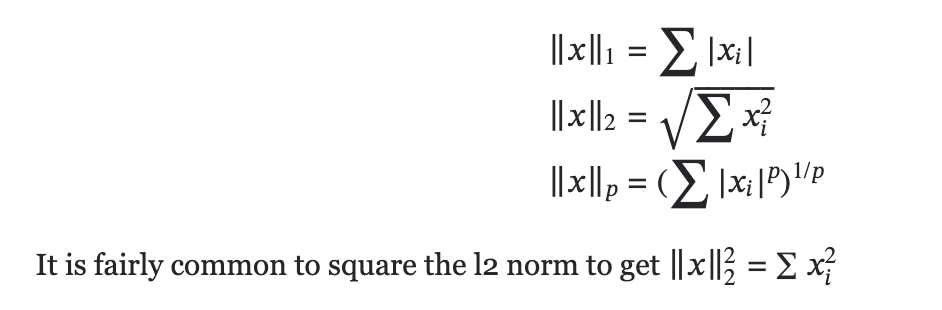 ‖x‖₁ = ∑ |xᵢ|
‖x‖₂ = √(∑ xᵢ²)
‖x‖ₚ = (∑ |xᵢ|ᵖ)^{1/p}
It is fairly common to square the l2 norm to get ‖x‖₂² = ∑ xᵢ²